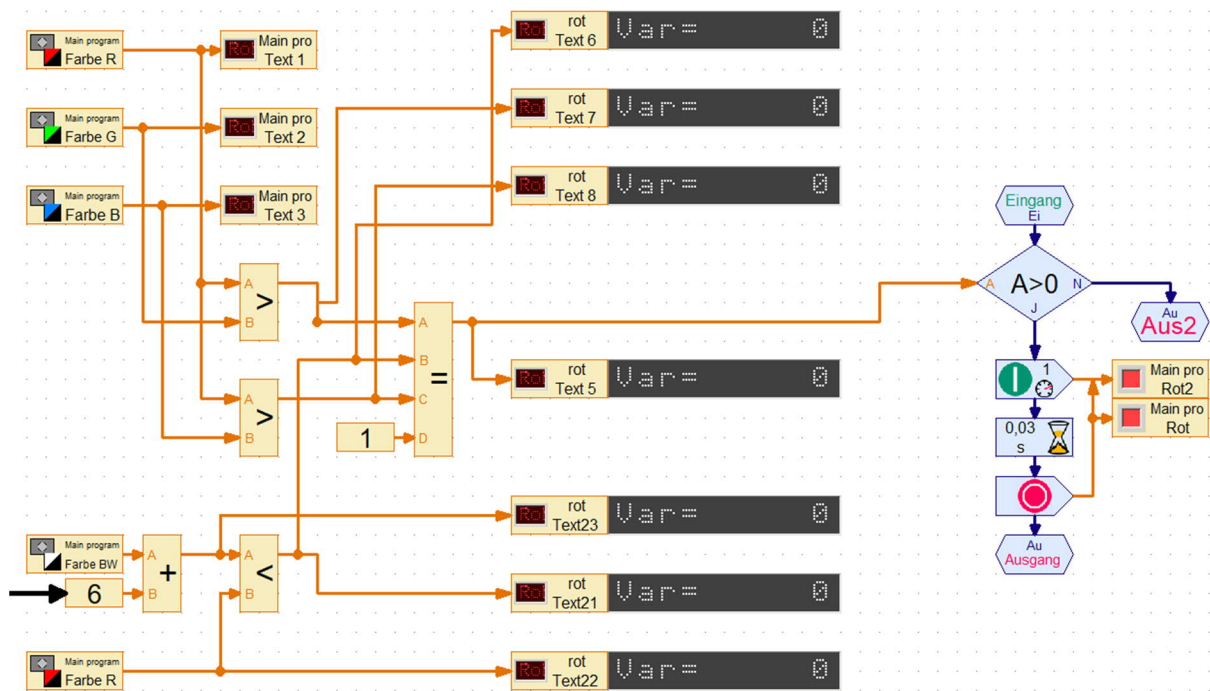 Main program
Farbe R
Rot
Main pro
Text 1
rot
Text 6
Var= 0
Main program
Farbe G
Rot
Main pro
Text 2
rot
Text 7
Var= 0
Main program
Farbe B
Rot
Main pro
Text 3
rot
Text 8
Var= 0
Eingang
Ei
A
B
>
A
A>0
N
J
Au
Aus2
A
B
C
D
=
A
B
>
1
rot
Text 5
Var= 0
1
Main pro
Rot2
Main pro
Rot
0,03
s
Au
Ausgang
rot
Text23
Var= 0
Main program
Farbe BW
6
A
B
+
A
B
<
rot
Text21
Var= 0
Main program
Farbe R
rot
Text22
Var= 0